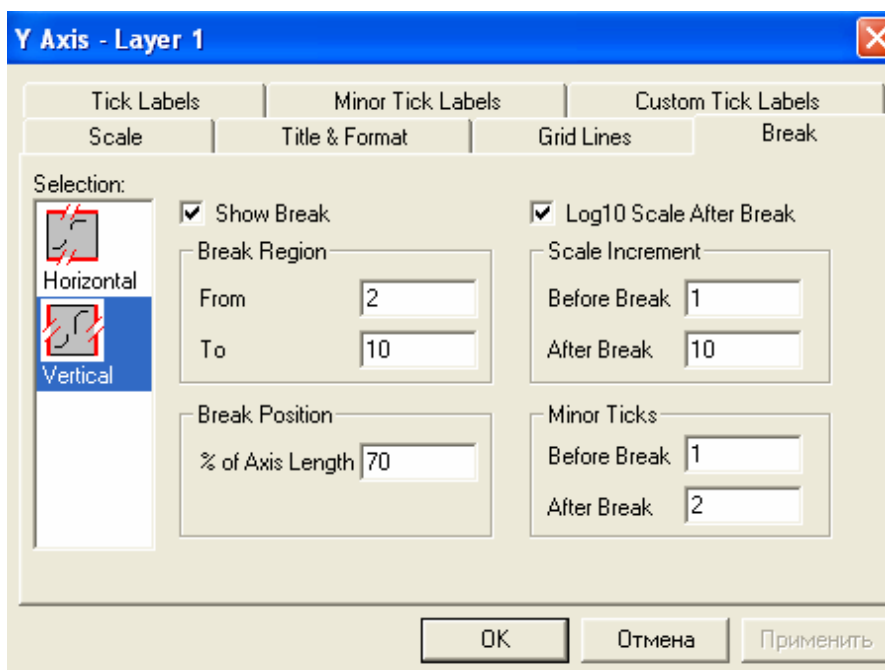 Y Axis - Layer 1
Tick Labels Minor Tick Labels Custom Tick Labels
Scale Title & Format Grid Lines Break
Selection:
Horizontal
Vertical
Show Break
Break Region
From 2
To 10
Break Position
% of Axis Length 70
Log10 Scale After Break
Scale Increment
Before Break 1
After Break 10
Minor Ticks
Before Break 1
After Break 2
OK Отмена Применить